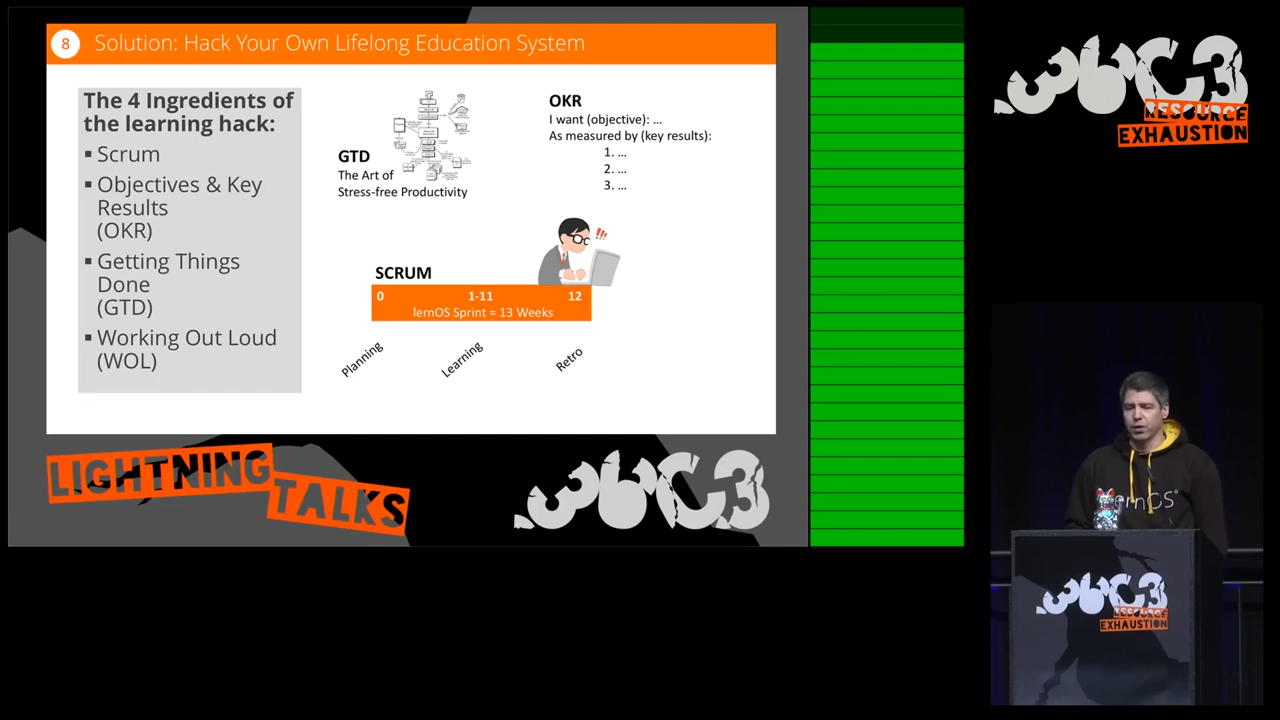 8 Solution: Hack Your Own Lifelong Education System
The 4 Ingredients of
the learning hack:
▪ Scrum
▪ Objectives & Key
Results
(OKR)
▪ Getting Things
Done
(GTD)
▪ Working Out Loud
(WOL)
GTD
The Art of
Stress-free Productivity
OKR
I want (objective): ...
As measured by (key results):
1. ...
2. ...
3. ...
!!!
SCRUM
0 1-11 12
lernOS Sprint = 13 Weeks
Planning
Learning
Retro
LIGHTNING
TALKS
36C3
36C3
RESOURCE
EXHAUSTION
lernOS
36C3
RESOURCE
EXHAUSTION